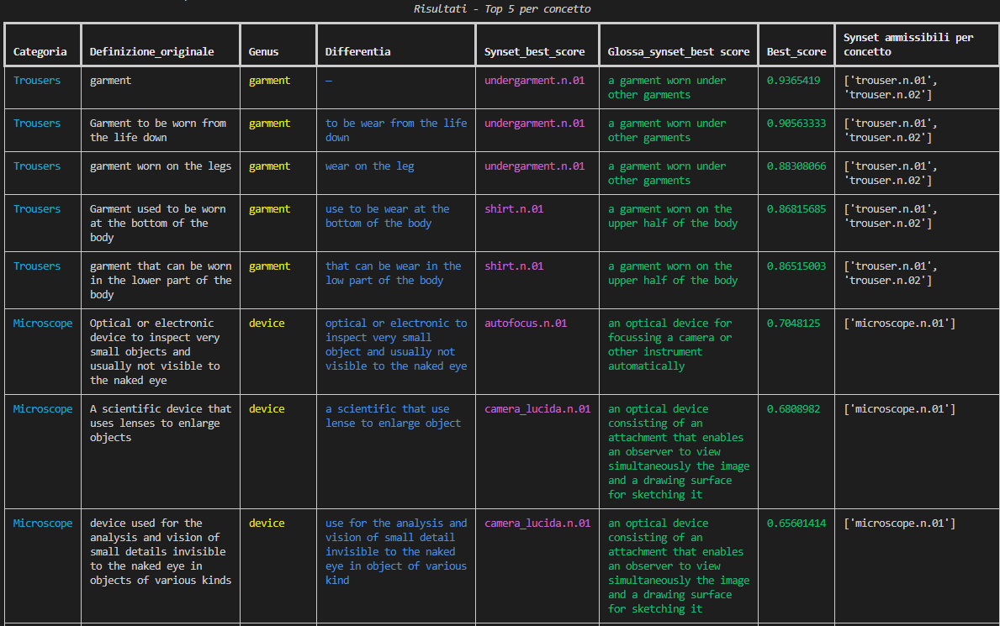 Risultati - Top 5 per concetto
Synset ammissibili per
Categoria Definizione_originale Genus Differentia Synset_best_score Glossa_synset_best score Best_score concetto
Trousers garment garment — undergarment.n.01 a garment worn under 0.9365419 ['trouser.n.01',
other garments 'trouser.n.02']
Trousers Garment to be worn from garment to be wear from the life undergarment.n.01 a garment worn under 0.90563333 ['trouser.n.01',
the life down down other garments 'trouser.n.02']
Trousers garment worn on the legs garment wear on the leg undergarment.n.01 a garment worn under 0.88308066 ['trouser.n.01',
other garments 'trouser.n.02']
Trousers Garment used to be worn garment use to be wear at the shirt.n.01 a garment worn on the 0.86815685 ['trouser.n.01',
at the bottom of the bottom of the body upper half of the body 'trouser.n.02']
body
Trousers garment that can be worn garment that can be wear in the shirt.n.01 a garment worn on the 0.86515003 ['trouser.n.01',
in the lower part of the low part of the body upper half of the body 'trouser.n.02']
body
Microscope Optical or electronic device optical or electronic to autofocus.n.01 an optical device for 0.7048125 ['microscope.n.01']
device to inspect very inspect very small focussing a camera or
small objects and object and usually not other instrument
usually not visible to visible to the naked eye automatically
the naked eye
Microscope A scientific device that device a scientific that use camera_lucida.n.01 an optical device 0.6808982 ['microscope.n.01']
uses lenses to enlarge lense to enlarge object consisting of an
objects attachment that enables
an observer to view
simultaneously the image
and a drawing surface
for sketching it
Microscope device used for the device use for the analysis and camera_lucida.n.01 an optical device 0.65601414 ['microscope.n.01']
analysis and vision of vision of small detail consisting of an
small details invisible invisible to the naked attachment that enables
to the naked eye in eye in object of various an observer to view
objects of various kinds kind simultaneously the image
and a drawing surface
for sketching it